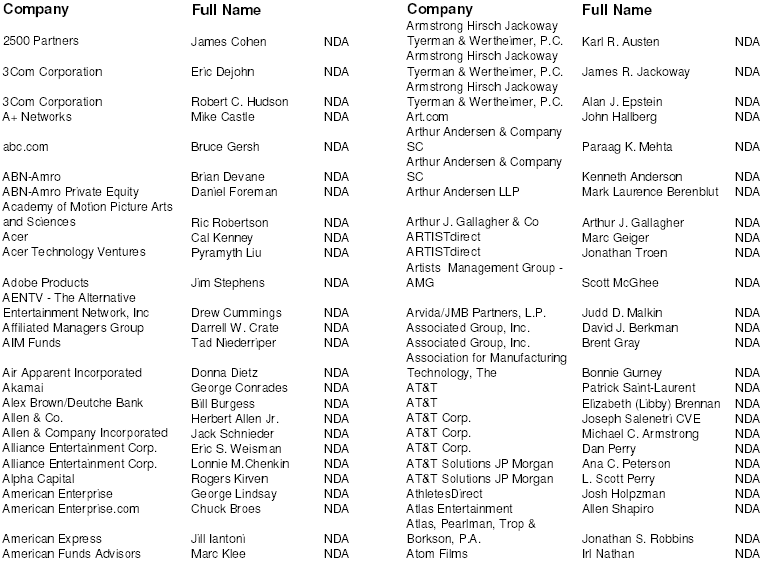 Company Full Name Company Full Name
Armstrong Hirsch Jackoway
2500 Partners James Cohen NDA Tyerman & Wertheimer, P.C. Karl R. Austen NDA
Armstrong Hirsch Jackoway
3Com Corporation Eric Dejohn NDA Tyerman & Wertheimer, P.C. James R. Jackoway NDA
Armstrong Hirsch Jackoway
3Com Corporation Robert C. Hudson NDA Tyerman & Wertheimer, P.C. Alan J. Epstein NDA
A+ Networks Mike Castle NDA Art.com John Hallberg NDA
Arthur Andersen & Company
abc.com Bruce Gersh NDA SC Paraag K. Mehta NDA
Arthur Andersen & Company
ABN-Amro Brian Devane NDA SC Kenneth Anderson NDA
ABN-Amro Private Equity Daniel Foreman NDA Arthur Andersen LLP Mark Laurence Berenblut NDA
Academy of Motion Picture Arts
and Sciences Ric Robertson NDA Arthur J. Gallagher & Co Arthur J. Gallagher NDA
Acer Cal Kenney NDA ARTISTdirect Marc Geiger NDA
Acer Technology Ventures Pyramyth Liu NDA ARTISTdirect Jonathan Troen NDA
Artists Management Group -
Adobe Products Jim Stephens NDA AMG Scott McGhee NDA
AENTV - The Alternative
Entertainment Network, Inc Drew Cummings NDA Arvida/JMB Partners, L.P. Judd D. Malkin NDA
Affiliated Managers Group Darrell W. Crate NDA Associated Group, Inc. David J. Berkman NDA
AIM Funds Tad Niederriper NDA Associated Group, Inc. Brent Gray NDA
Association for Manufacturing
Air Apparent Incorporated Donna Dietz NDA Technology, The Bonnie Gurney NDA
Akamai George Conrades NDA AT&T Patrick Saint-Laurent NDA
Alex Brown/Deutche Bank Bill Burgess NDA AT&T Elizabeth (Libby) Brennan NDA
Allen & Co. Herbert Allen Jr. NDA AT&T Corp. Joseph Salenetri CVE NDA
Allen & Company Incorporated Jack Schnieder NDA AT&T Corp. Michael C. Armstrong NDA
Alliance Entertainment Corp. Eric S. Weisman NDA AT&T Corp. Dan Perry NDA
Alliance Entertainment Corp. Lonnie M.Chenkin NDA AT&T Solutions JP Morgan Ana C. Peterson NDA
Alpha Capital Rogers Kirven NDA AT&T Solutions JP Morgan L. Scott Perry NDA
American Enterprise George Lindsay NDA AthletesDirect Josh Holpzman NDA
American Enterprise.com Chuck Broes NDA Atlas Entertainment Allen Shapiro NDA
Atlas, Pearlman, Trop &
American Express Jill Iantoni NDA Borkson, P.A. Jonathan S. Robbins NDA
American Funds Advisors Marc Klee NDA Atom Films Irl Nathan NDA